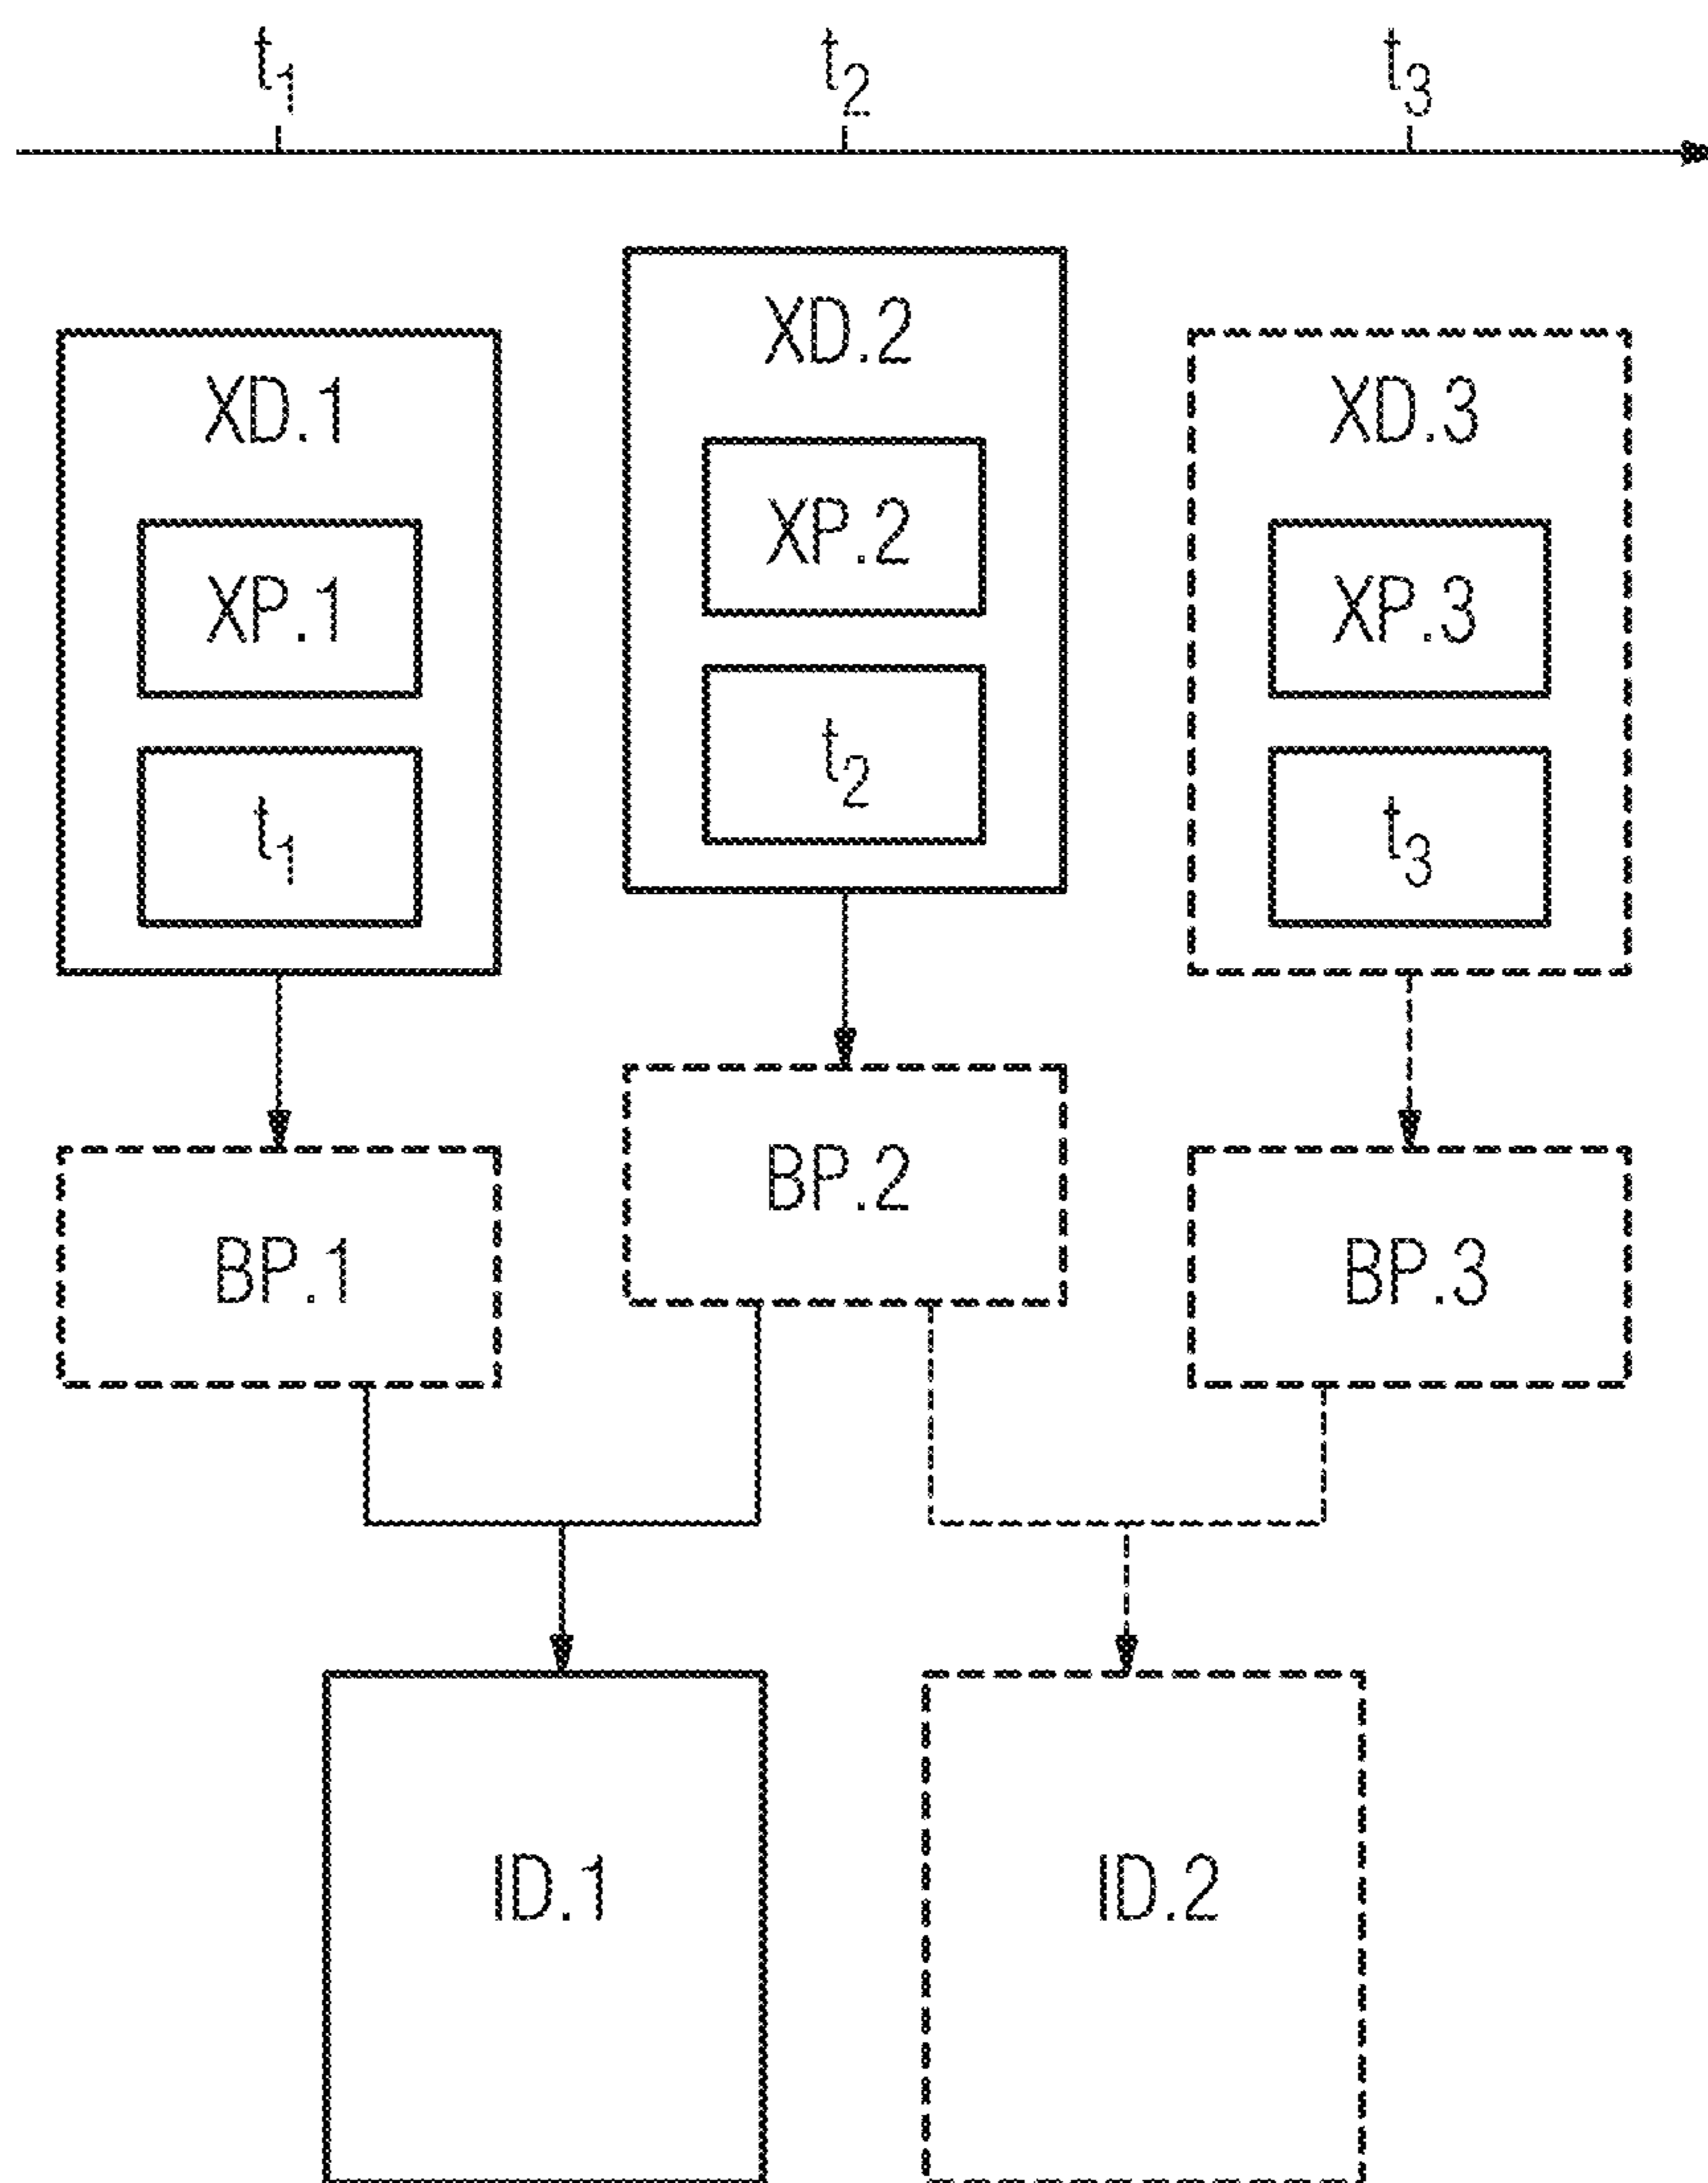 t1 t2 t3
XD.2
XD.1 XD.3
XP.2
XP.1 XP.3
t2
t1 t3
BP.2
BP.1 BP.3
ID.1 ID.2